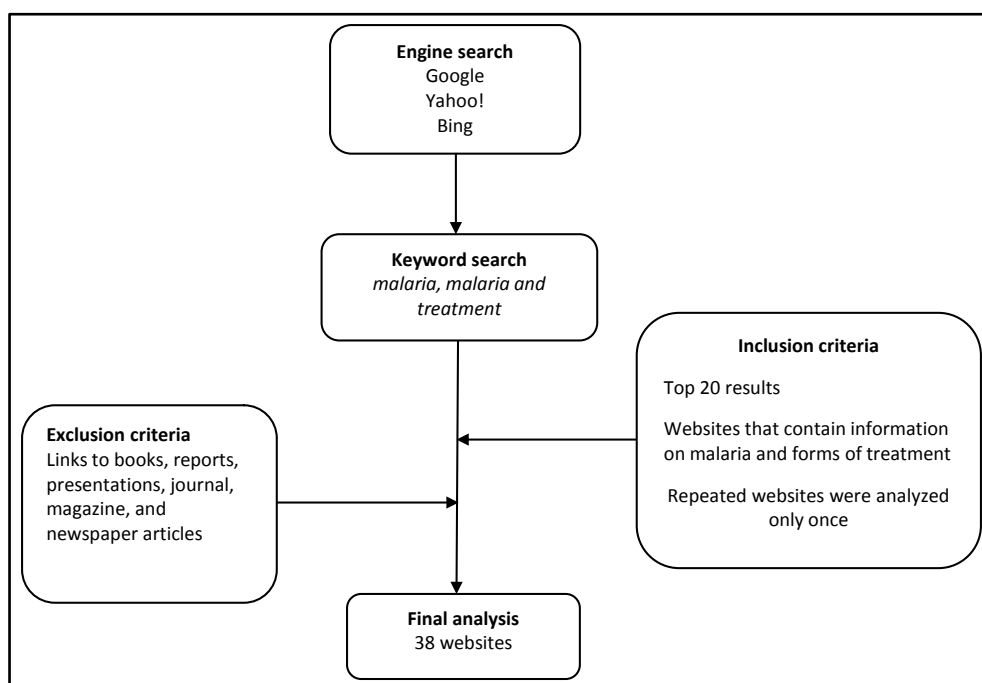 Engine search
Google
Yahoo!
Bing
Keyword search
malaria, malaria and
treatment
Inclusion criteria
Top 20 results
Websites that contain information
on malaria and forms of treatment
Repeated websites were analyzed
only once
Exclusion criteria
Links to books, reports,
presentations, journal,
magazine, and
newspaper articles
Final analysis
38 websites